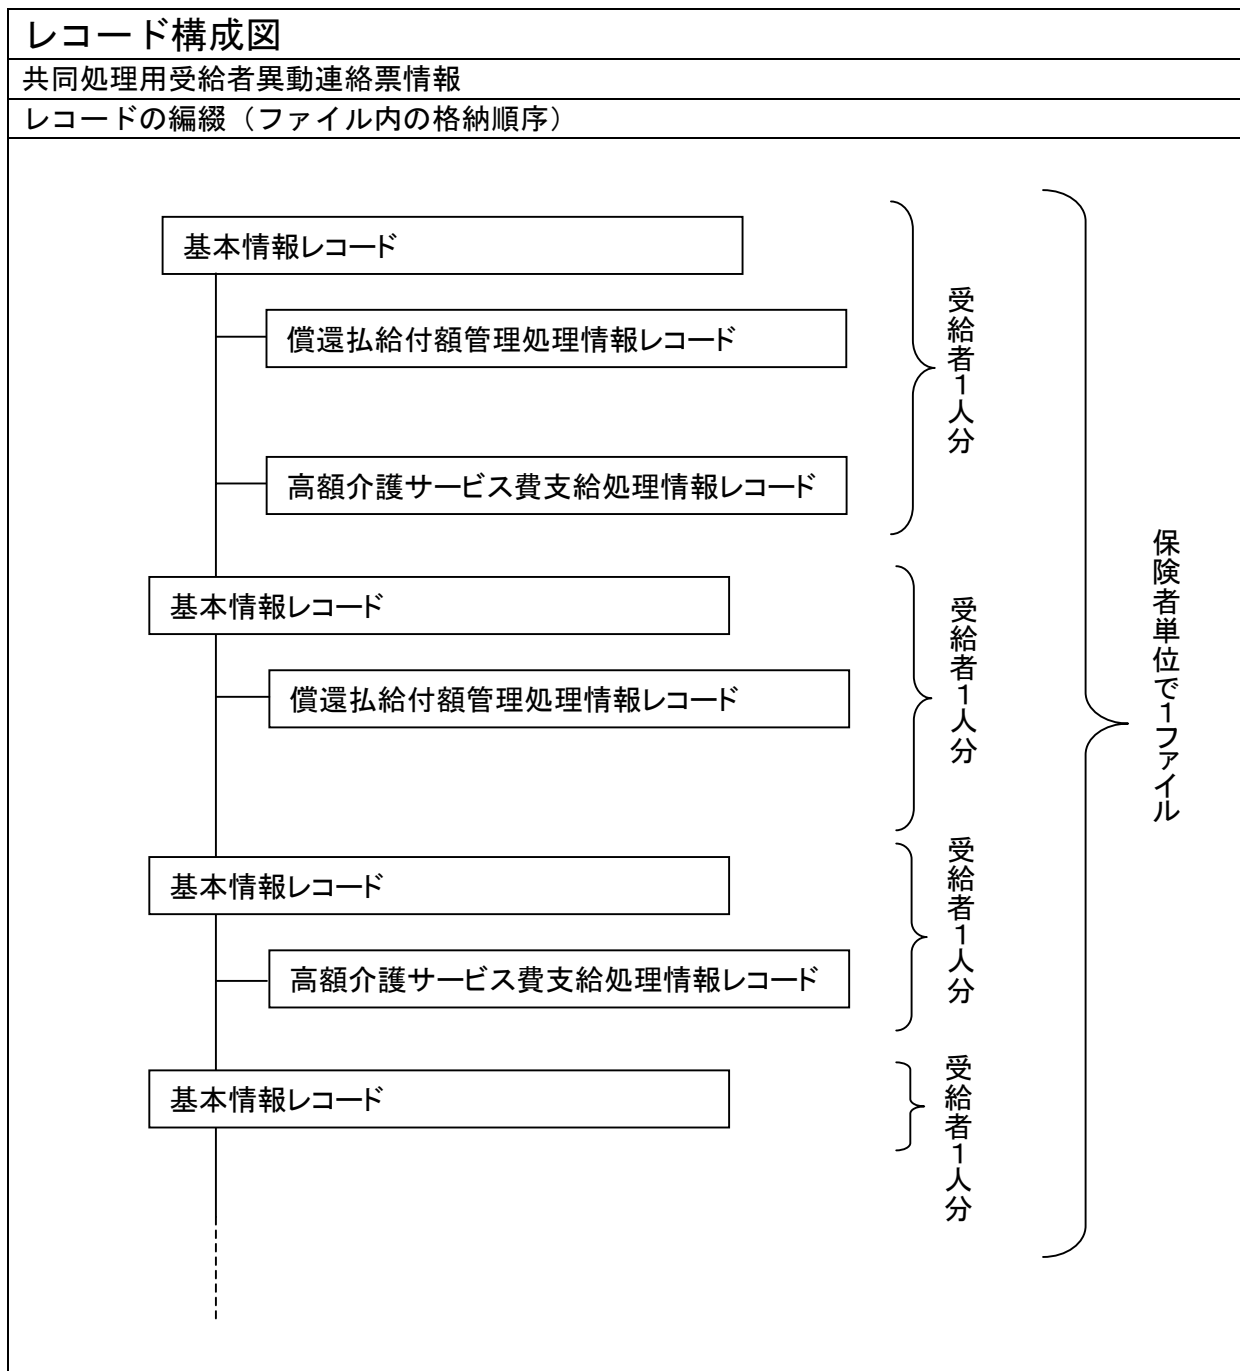 レコード構成図
共同処理用受給者異動連絡票情報
レコードの編綴（ファイル内の格納順序）
基本情報レコード
償還払給付額管理処理情報レコード
高額介護サービス費支給処理情報レコード
受給者１人分
基本情報レコード
償還払給付額管理処理情報レコード
受給者１人分
基本情報レコード
高額介護サービス費支給処理情報レコード
受給者１人分
基本情報レコード
受給者１人分
保険者単位で１ファイル